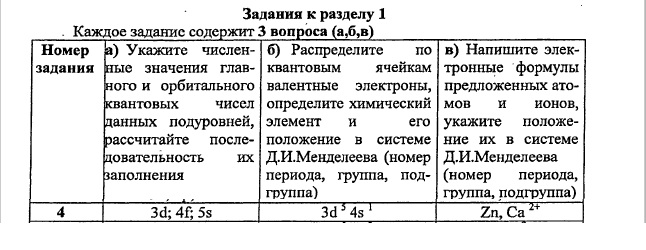 Задания к разделу 1
Каждое задание содержит 3 вопроса (а,б,в)
Номер
задания
а) Укажите числен-
ные значения глав-
ного и орбитального
квантовых чисел
данных подуровней,
рассчитайте после-
довательность их
заполнения
б) Распределите по
квантовым ячейкам
валентные электроны,
определите химический
элемент и его
положение в системе
Д.И.Менделеева (номер
периода, группа, под-
группа)
в) Напишите элек-
тронные формулы
предложенных ато-
мов и ионов,
укажите положе-
ние их в системе
Д.И.Менделеева
(номер периода,
группа, подгруппа)
4
3d; 4f; 5s
3d⁵ 4s¹
Zn, Ca²⁺